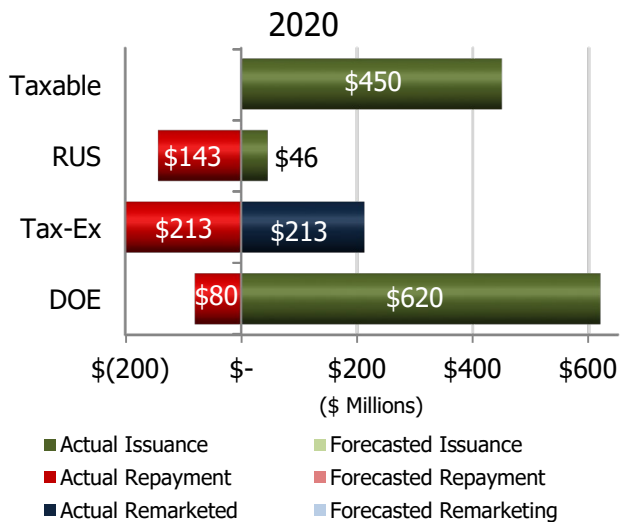 2020
Taxable
$450
RUS
$143
$46
Tax-Ex
$213
$213
DOE
$80
$620
$(200)
$-
$200
$400
$600
($ Millions)
Actual Issuance
Forecasted Issuance
Actual Repayment
Forecasted Repayment
Actual Remarketed
Forecasted Remarketing